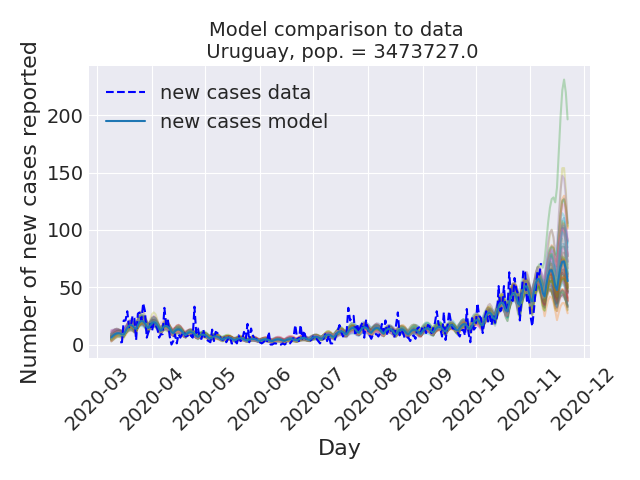 Model comparison to data
Uruguay, pop. = 3473727.0
Number of new cases reported
200
150
100
50
0
new cases data
new cases model
2020-03
2020-04
2020-05
2020-06
2020-07
2020-08
2020-09
2020-10
2020-11
2020-12
Day